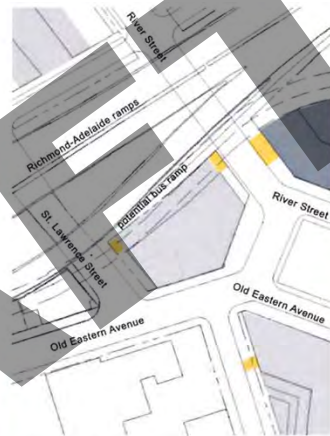 River Street
Richmond-Adelaide ramps
potential bus ramp
River Street
St. Lawrence Street
Old Eastern Avenue
Old Eastern Avenue